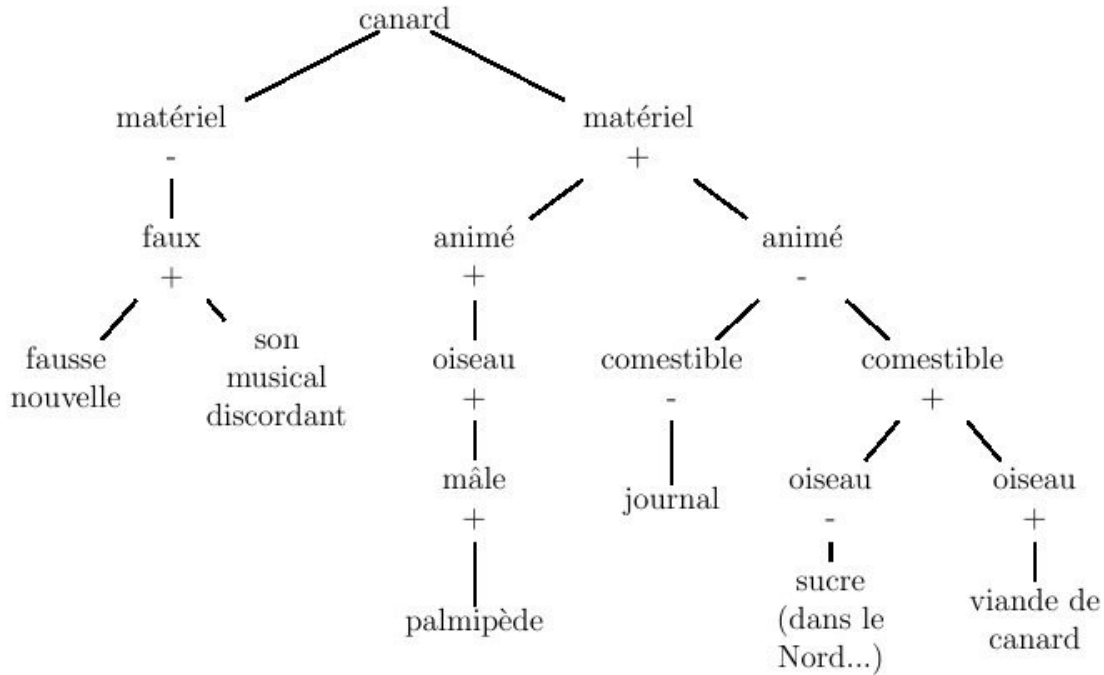 canard
matériel
-
matériel
+
faux
+
animé
+
animé
-
fausse
nouvelle
son
musical
discordant
oiseau
+
comestible
-
comestible
+
mâle
+
journal
oiseau
-
oiseau
+
palmipède
sucre
(dans le
Nord...)
viande de
canard